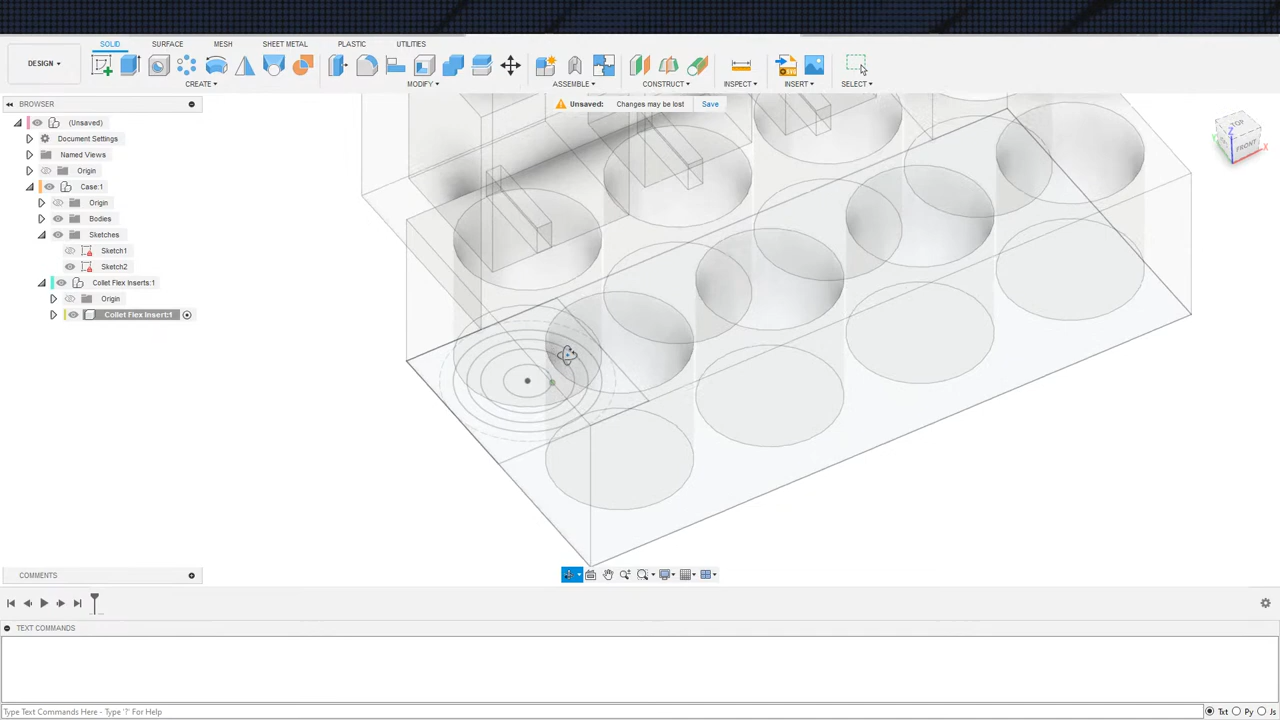 SOLID SURFACE MESH SHEET METAL PLASTIC UTILITIES
DESIGN
CREATE MODIFY ASSEMBLE CONSTRUCT INSPECT INSERT SELECT
BROWSER
Unsaved: Changes may be lost Save
(Unsaved)
Document Settings
Named Views
Origin
Case:1
Origin
Bodies
Sketches
Sketch1
Sketch2
Collet Flex Inserts:1
Origin
Collet Flex Insert:1
TOP
FRONT
Z
X
Y
COMMENTS
TEXT COMMANDS
Type Text Commands Here - Type '?' For Help
Txt Py Js